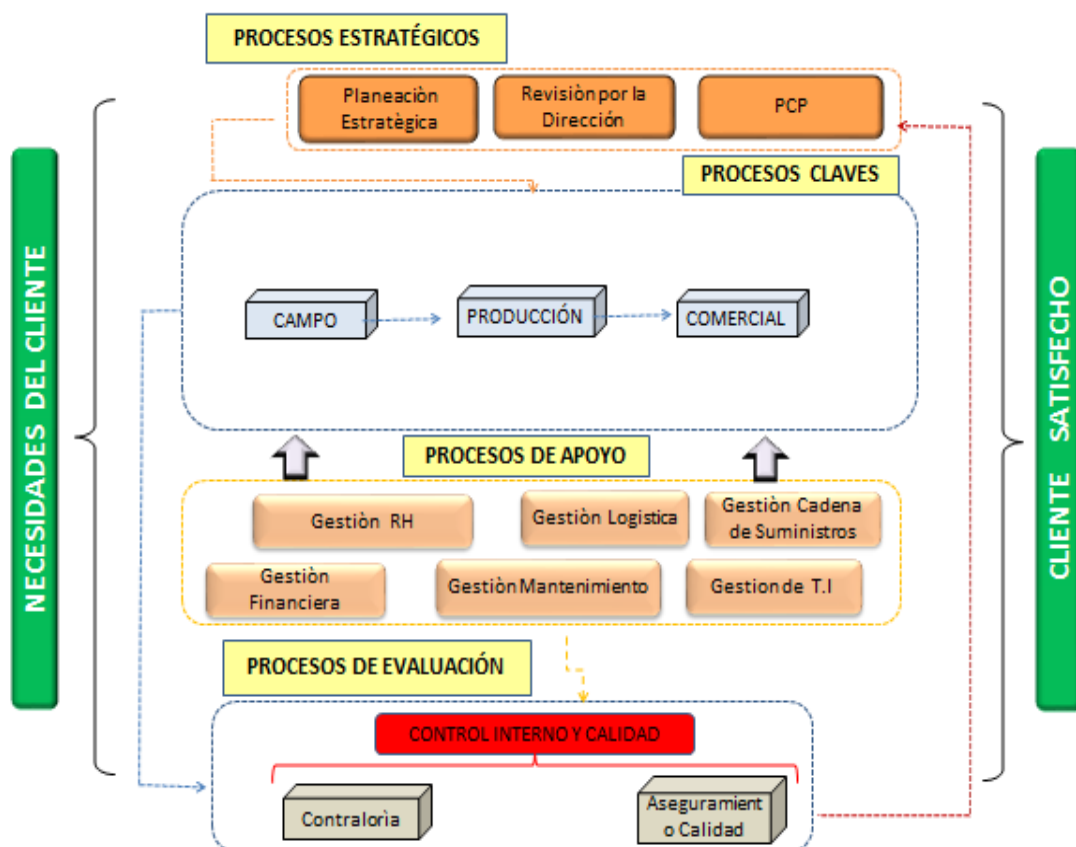 PROCESOS ESTRATÉGICOS
Planeaciòn
Estratègica
Revisiòn por la
Dirección
PCP
PROCESOS CLAVES
NECESIDADES DEL CLIENTE
CAMPO
PRODUCCIÓN
COMERCIAL
CLIENTE SATISFECHO
PROCESOS DE APOYO
Gestiòn RH
Gestiòn Logistica
Gestiòn Cadena
de Suministros
Gestiòn
Financiera
Gestiòn Mantenimiento
Gestion de T.I
PROCESOS DE EVALUACIÓN
CONTROL INTERNO Y CALIDAD
Contralorìa
Aseguramient
o Calidad